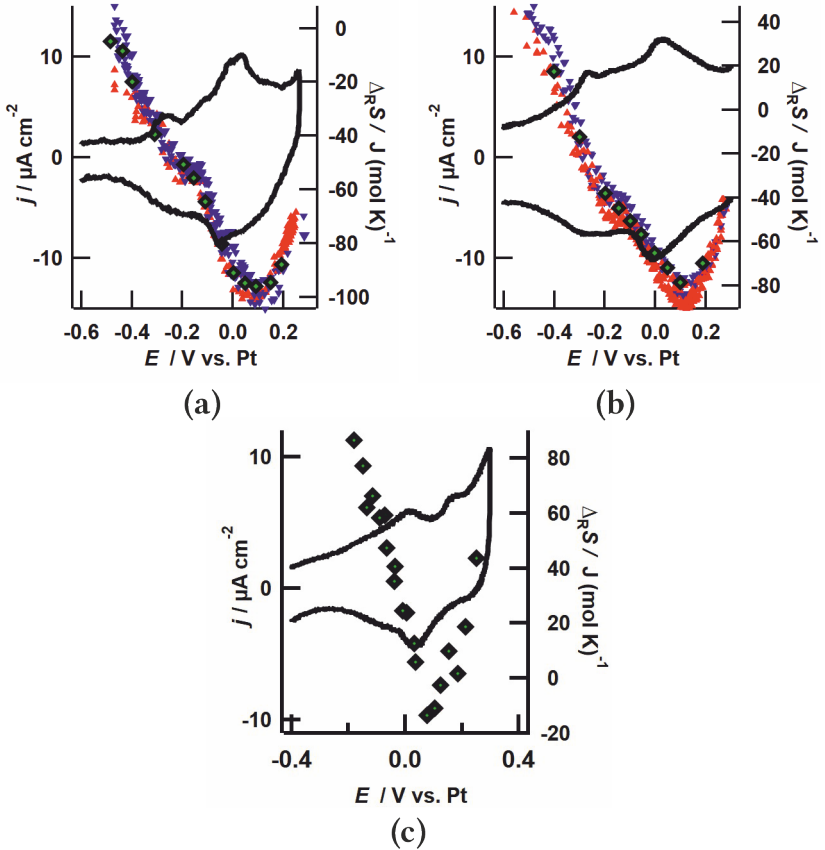 10
0
-10
j / µA cm-2
0
-20
-40
-60
-80
-100
ΔRS / J (mol K)-1
-0.6 -0.4 -0.2 0.0 0.2
E / V vs. Pt
(a)
10
0
-10
j / µA cm-2
40
20
0
-20
-40
-60
-80
ΔRS / J (mol K)-1
-0.6 -0.4 -0.2 0.0 0.2
E / V vs. Pt
(b)
10
0
-10
j / µA cm-2
80
60
40
20
0
-20
ΔRS / J (mol K)-1
-0.4 0.0 0.4
E / V vs. Pt
(c)